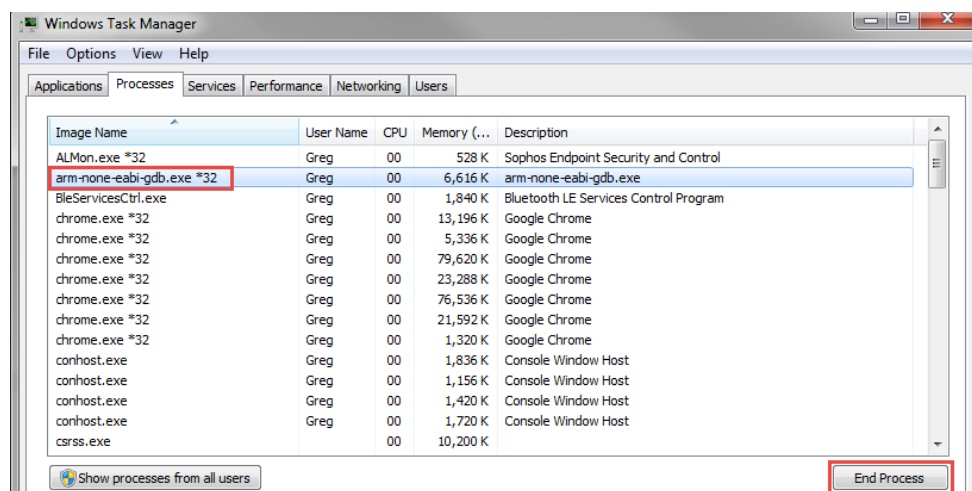 Windows Task Manager
File Options View Help
Applications Processes Services Performance Networking Users
Image Name User Name CPU Memory (... Description
ALMon.exe *32 Greg 00 528 K Sophos Endpoint Security and Control
arm-none-eabi-gdb.exe *32 Greg 00 6,616 K arm-none-eabi-gdb.exe
BleServicesCtrl.exe Greg 00 1,840 K Bluetooth LE Services Control Program
chrome.exe *32 Greg 00 13,196 K Google Chrome
chrome.exe *32 Greg 00 5,336 K Google Chrome
chrome.exe *32 Greg 00 79,620 K Google Chrome
chrome.exe *32 Greg 00 23,288 K Google Chrome
chrome.exe *32 Greg 00 76,536 K Google Chrome
chrome.exe *32 Greg 00 21,592 K Google Chrome
chrome.exe *32 Greg 00 1,320 K Google Chrome
conhost.exe Greg 00 1,836 K Console Window Host
conhost.exe Greg 00 1,156 K Console Window Host
conhost.exe Greg 00 1,420 K Console Window Host
conhost.exe Greg 00 1,720 K Console Window Host
csrss.exe 00 10,200 K
Show processes from all users End Process